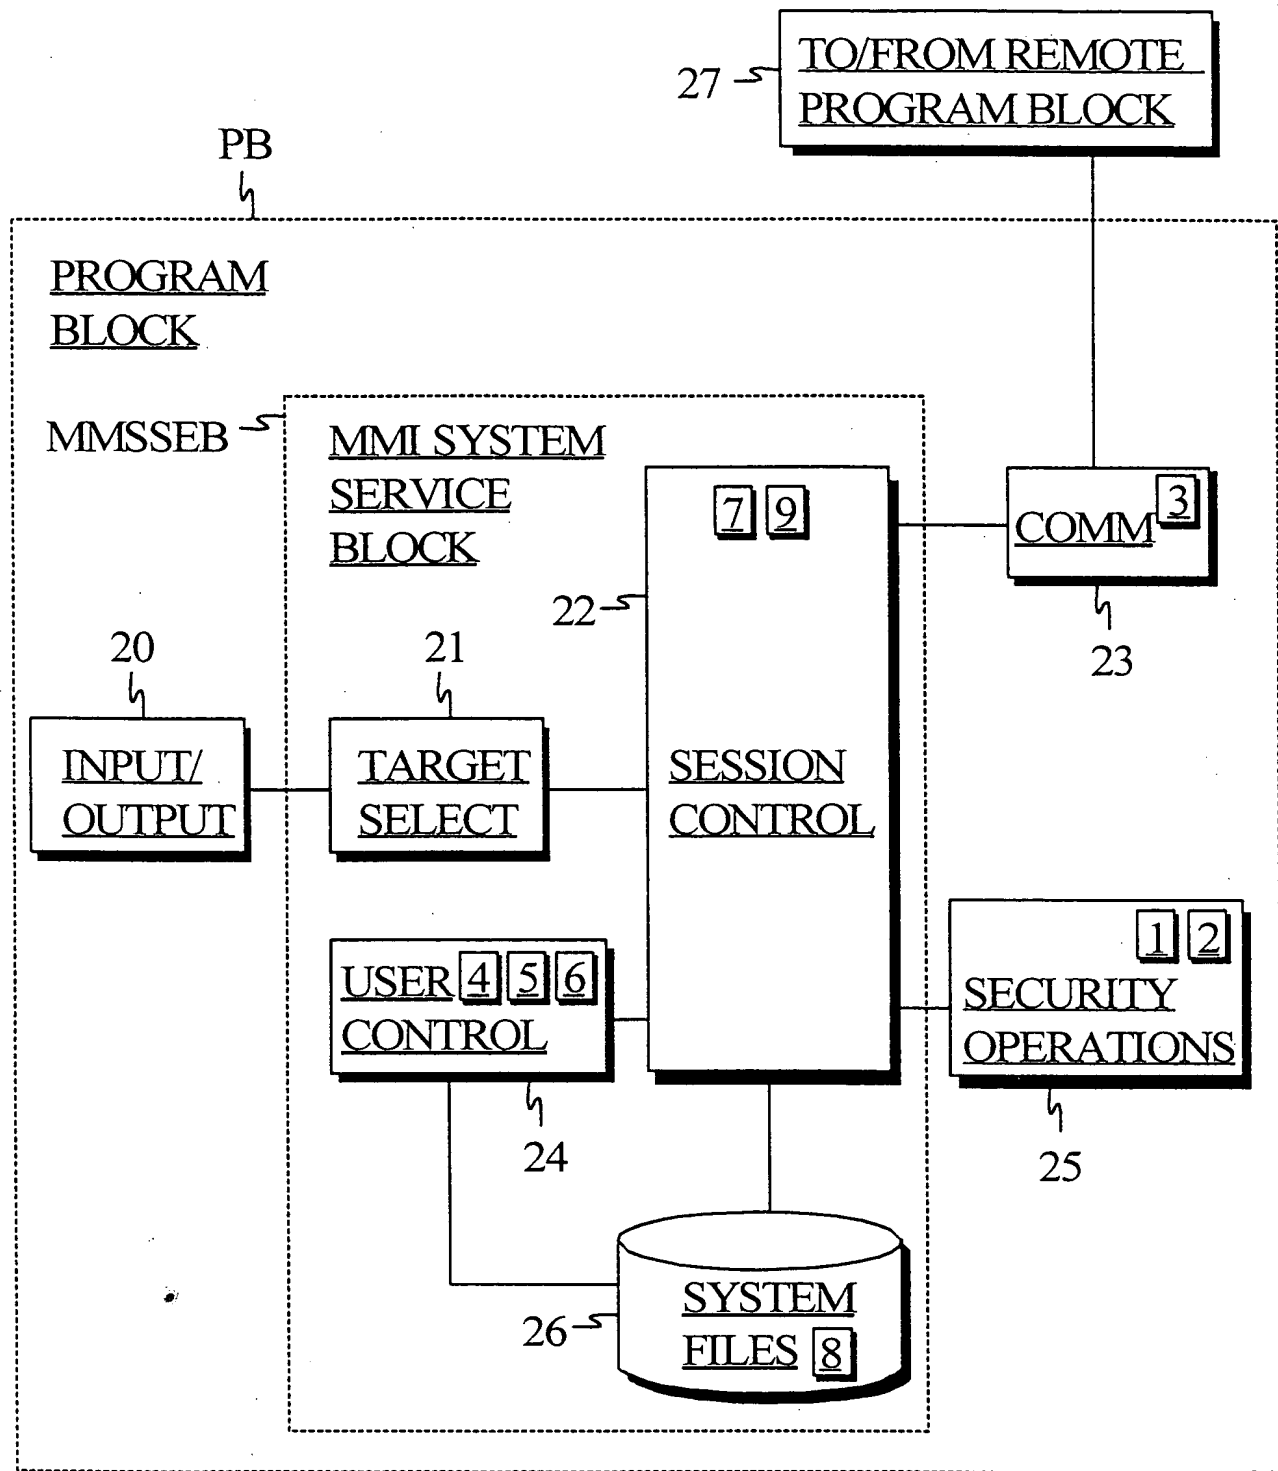 TO/FROM REMOTE
PROGRAM BLOCK
27
PB
PROGRAM
BLOCK
MMSSEB
MMI SYSTEM
SERVICE
BLOCK
7 9
3
COMM
22
23
20
21
INPUT/
OUTPUT
TARGET
SELECT
SESSION
CONTROL
1 2
SECURITY
OPERATIONS
USER 4 5 6
CONTROL
24
25
26
SYSTEM
FILES 8